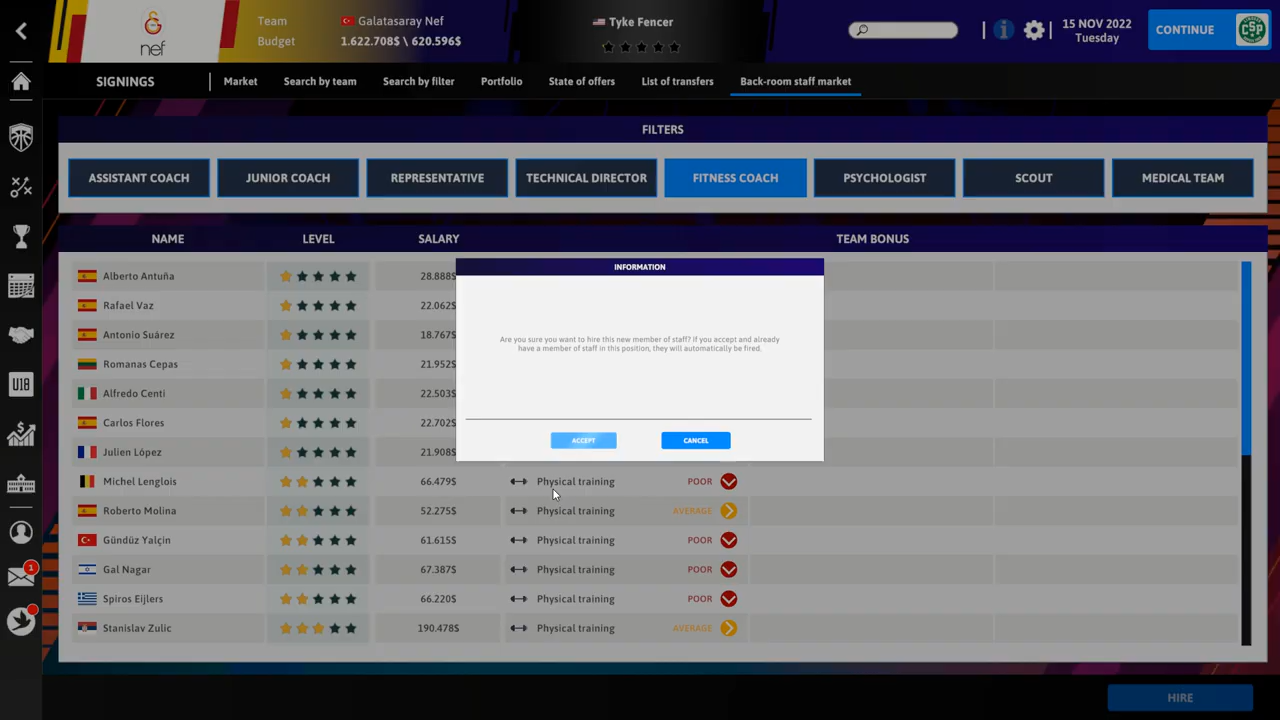 nef
Team
Galatasaray Nef
Budget
1.622.708$ \ 620.596$
Tyke Fencer
15 NOV 2022
Tuesday
CONTINUE
CSP
SIGNINGS
Market
Search by team
Search by filter
Portfolio
State of offers
List of transfers
Back-room staff market
FILTERS
ASSISTANT COACH
JUNIOR COACH
REPRESENTATIVE
TECHNICAL DIRECTOR
FITNESS COACH
PSYCHOLOGIST
SCOUT
MEDICAL TEAM
NAME
LEVEL
SALARY
TEAM BONUS
Alberto Antuña
28.888$
Rafael Vaz
22.062$
Antonio Suárez
18.767$
Romanas Cepas
21.952$
Alfredo Centi
22.503$
Carlos Flores
22.702$
Julien López
21.908$
Michel Lenglois
66.479$
Physical training
POOR
Roberto Molina
52.275$
Physical training
AVERAGE
Gündüz Yalçin
61.615$
Physical training
POOR
Gal Nagar
67.387$
Physical training
POOR
Spiros Eijlers
66.220$
Physical training
POOR
Stanislav Zulic
190.478$
Physical training
AVERAGE
INFORMATION
Are you sure you want to hire this new member of staff? If you accept and already
have a member of staff in this position, they will automatically be fired.
ACCEPT
CANCEL
U18
1
HIRE